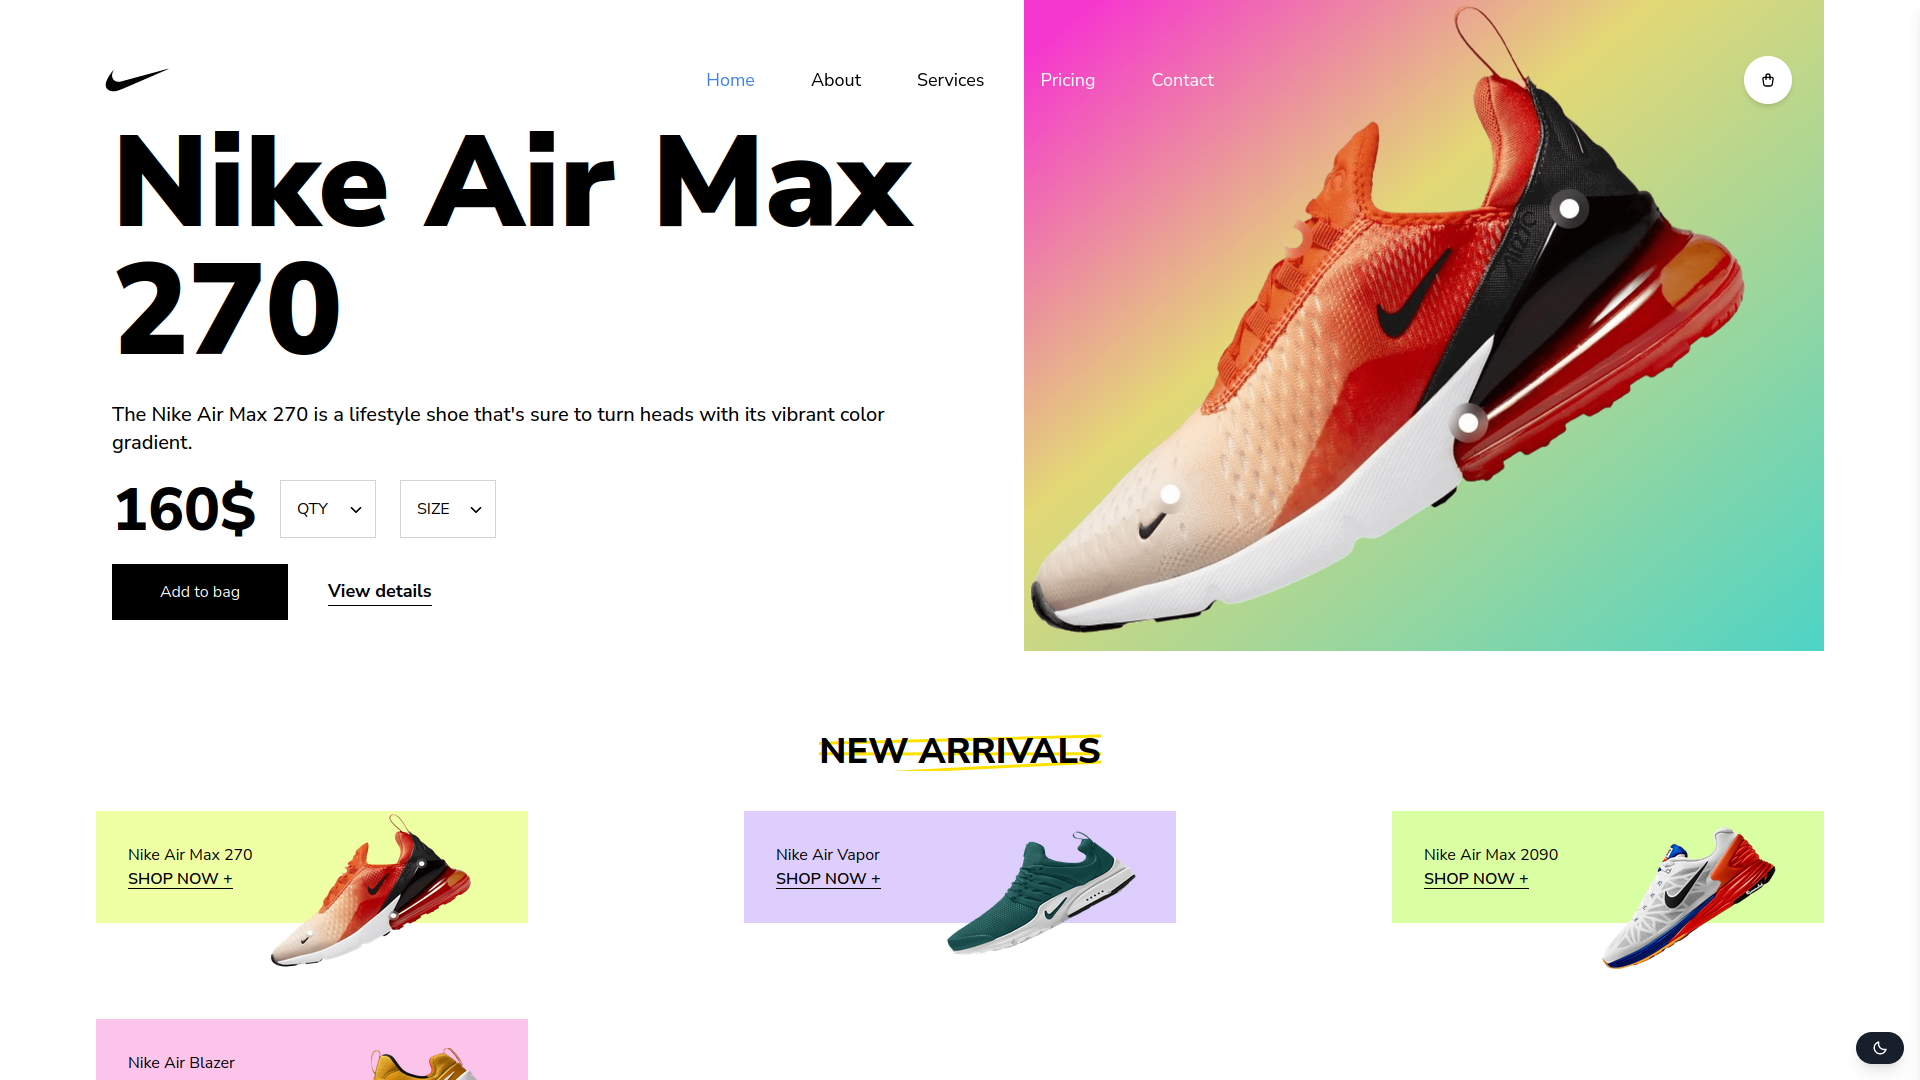 Home
About
Services
Pricing
Contact
Nike Air Max
270
The Nike Air Max 270 is a lifestyle shoe that's sure to turn heads with its vibrant color
gradient.
160$
QTY
SIZE
Add to bag
View details
NEW ARRIVALS
Nike Air Max 270
SHOP NOW +
Nike Air Vapor
SHOP NOW +
Nike Air Max 2090
SHOP NOW +
Nike Air Blazer